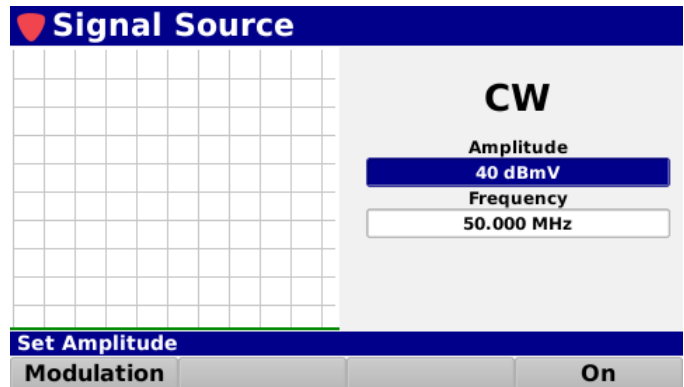 Signal Source
CW
Amplitude
40 dBmV
Frequency
50.000 MHz
Set Amplitude
Modulation On